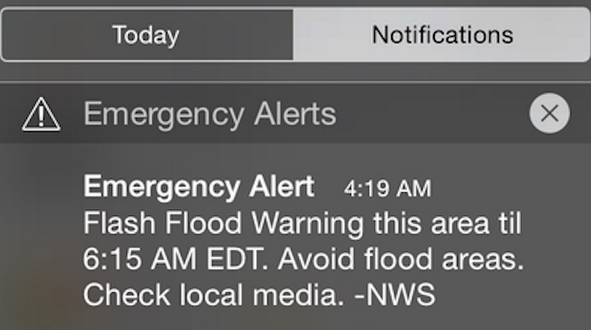 Today Notifications
Emergency Alerts
Emergency Alert 4:19 AM
Flash Flood Warning this area til
6:15 AM EDT. Avoid flood areas.
Check local media. -NWS